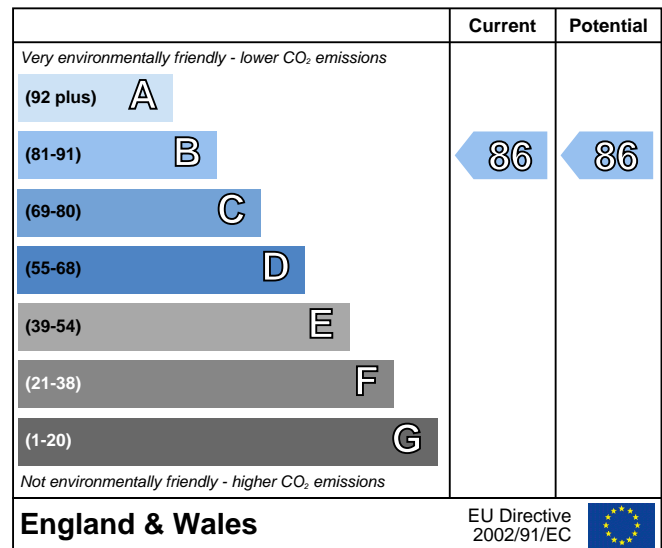 Current Potential
Very environmentally friendly - lower CO₂ emissions
(92 plus) A
(81-91) B 86 86
(69-80) C
(55-68) D
(39-54) E
(21-38) F
(1-20) G
Not environmentally friendly - higher CO₂ emissions
England & Wales
EU Directive
2002/91/EC